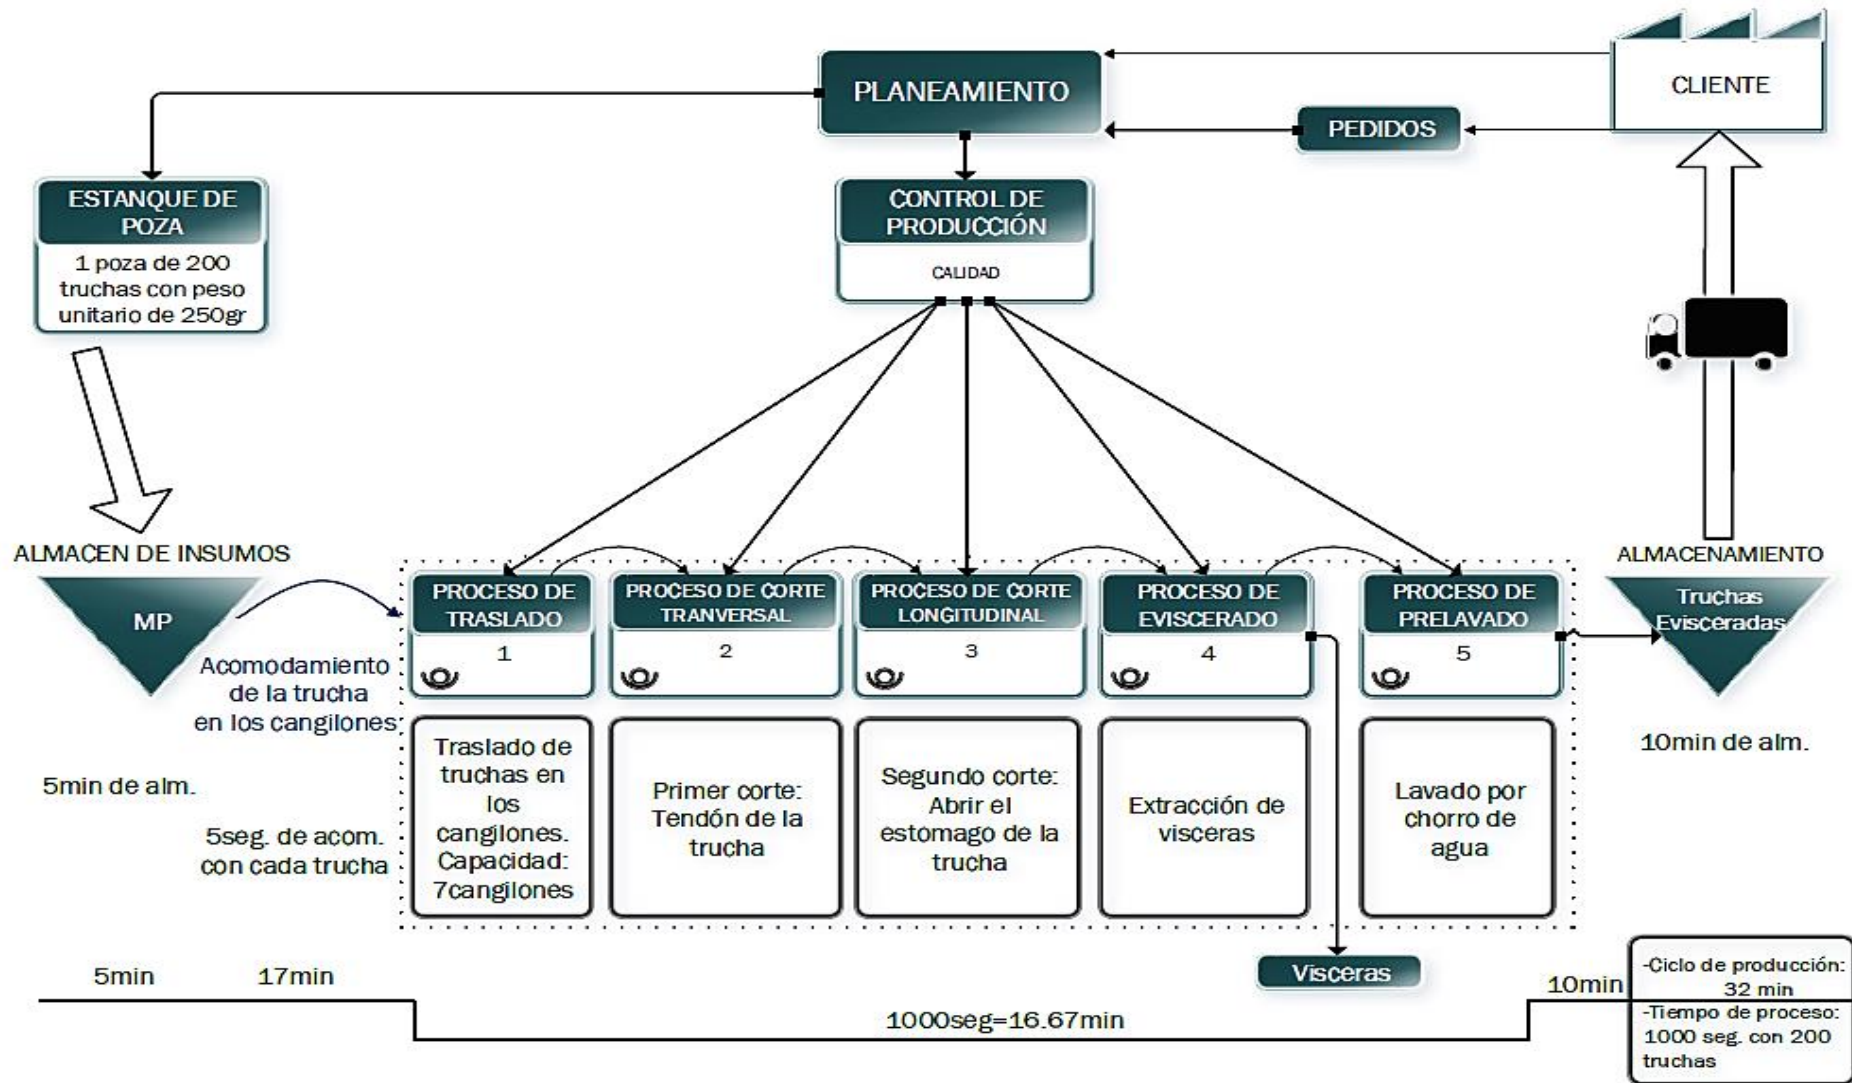 PLANEAMIENTO
CLIENTE
PEDIDOS
ESTANQUE DE
POZA
1 poza de 200
truchas con peso
unitario de 250gr
CONTROL DE
PRODUCCIÓN
CALIDAD
ALMACEN DE INSUMOS
MP
Acomodamiento
de la trucha
en los cangilones
5min de alm.
5seg. de acom.
con cada trucha
PROCESO DE
TRASLADO
1
Traslado de
truchas en
los
cangilones.
Capacidad:
7cangilones
PROCESO DE CORTE
TRANVERSAL
2
Primer corte:
Tendón de la
trucha
PROCESO DE CORTE
LONGITUDINAL
3
Segundo corte:
Abrir el
estomago de la
trucha
PROCESO DE
EVISCERADO
4
Extracción de
visceras
PROCESO DE
PRELAVADO
5
Lavado por
chorro de
agua
ALMACENAMIENTO
Truchas
Evisceradas
10min de alm.
Visceras
5min
17min
1000seg=16.67min
10min
-Ciclo de producción:
32 min
-Tiempo de proceso:
1000 seg. con 200
truchas